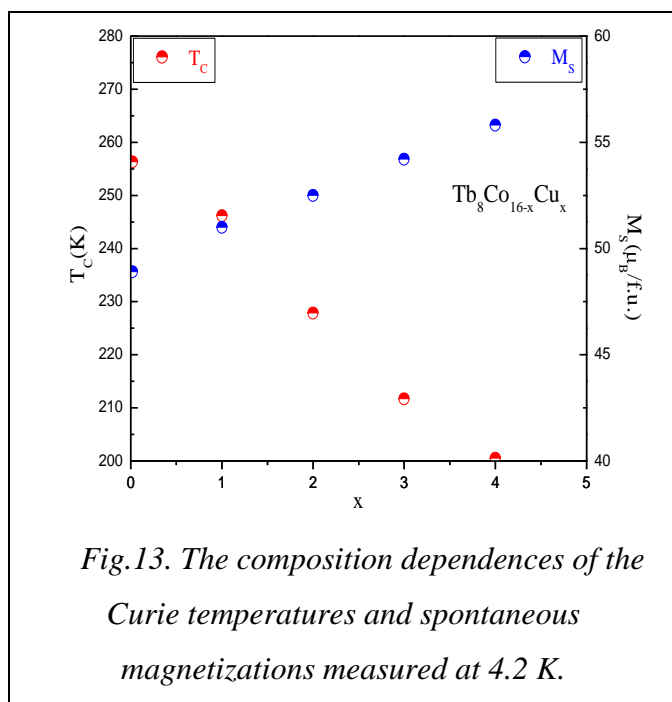 280
60
T_C
M_S
270
260
55
250
Tb₈Co₁₆₋ₓCuₓ
240
50
T_C(K)
M_S(μ_B/f.u.)
230
220
45
210
200
40
0 1 2 3 4 5
x
Fig.13. The composition dependences of the
Curie temperatures and spontaneous
magnetizations measured at 4.2 K.